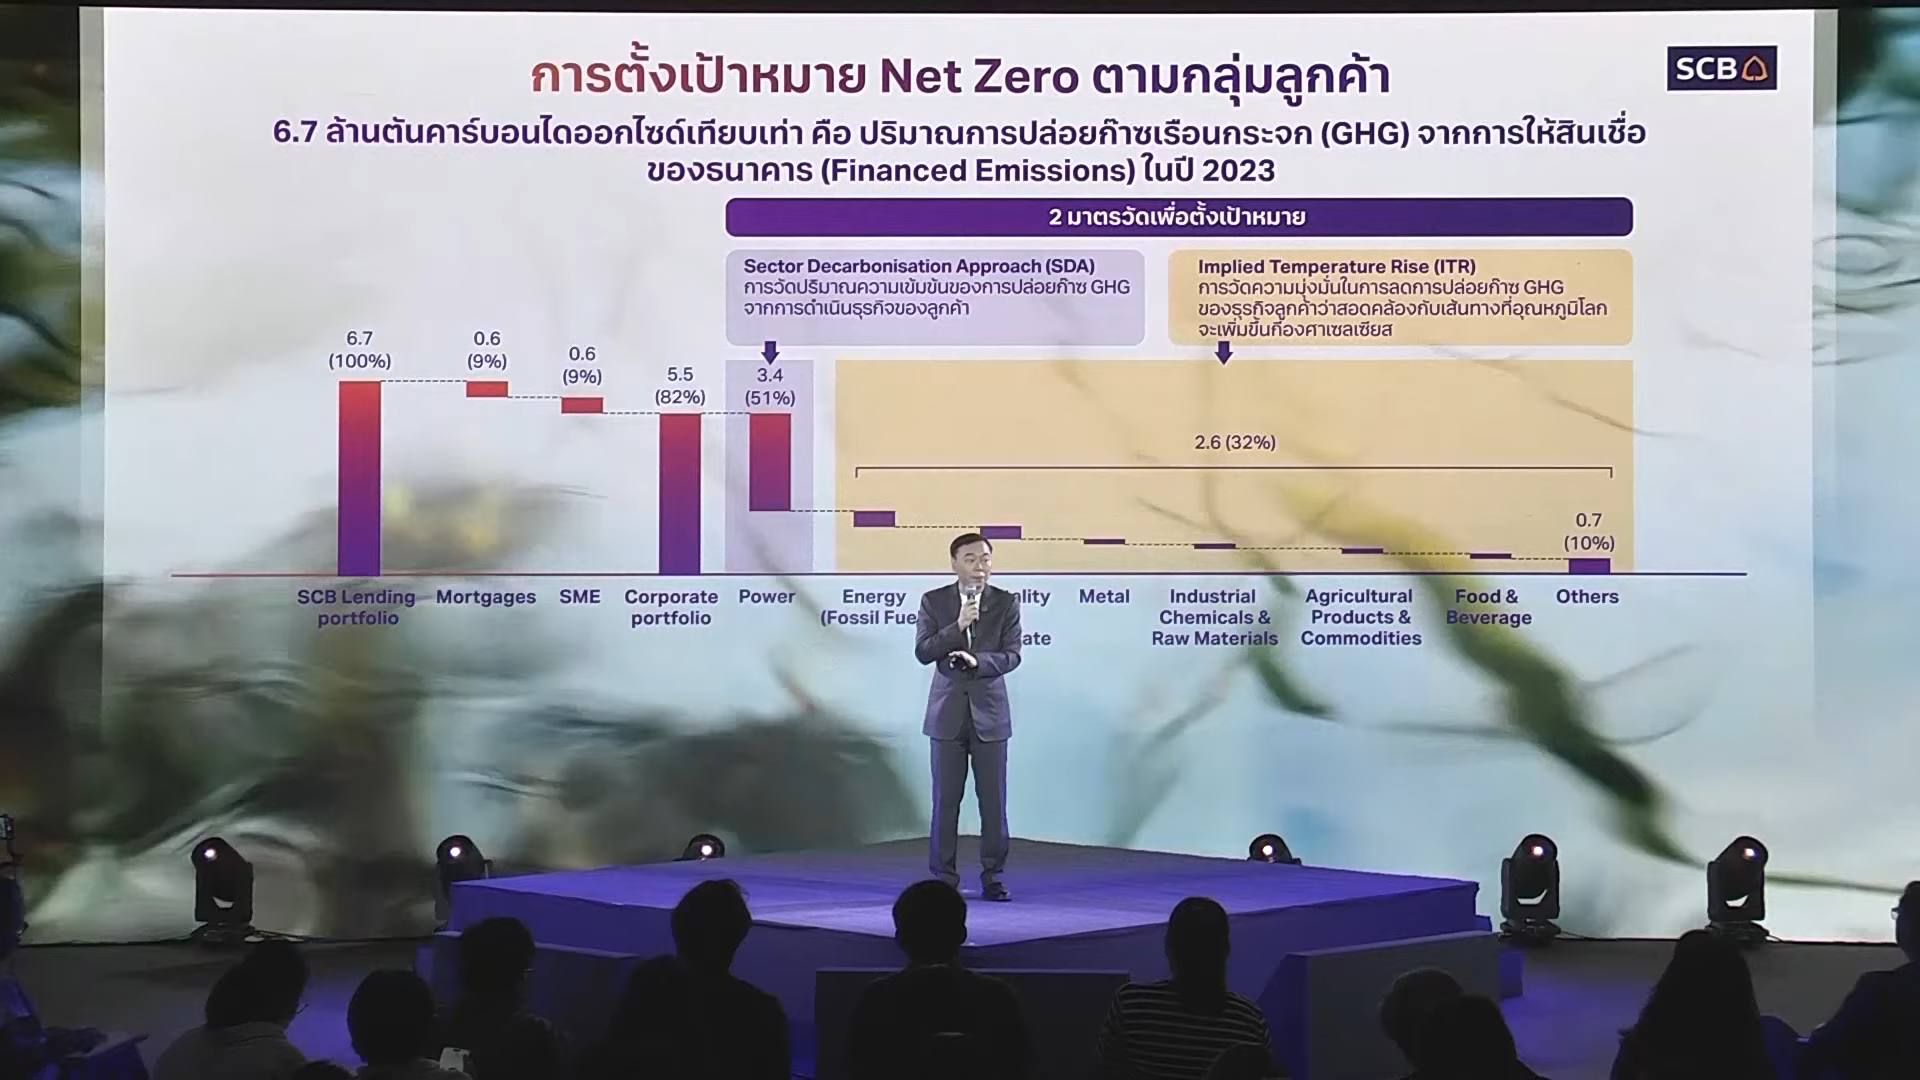 การตั้งเป้าหมาย Net Zero ตามกลุ่มลูกค้า
SCB
6.7 ล้านตันคาร์บอนไดออกไซด์เทียบเท่า คือ ปริมาณการปล่อยก๊าซเรือนกระจก (GHG) จากการให้สินเชื่อ
ของธนาคาร (Financed Emissions) ในปี 2023
2 มาตรวัดเพื่อตั้งเป้าหมาย
Sector Decarbonisation Approach (SDA)
การวัดปริมาณความเข้มข้นของการปล่อยก๊าซ GHG
จากการดำเนินธุรกิจของลูกค้า
Implied Temperature Rise (ITR)
การวัดความมุ่งมั่นในการลดการปล่อยก๊าซ GHG
ของธุรกิจลูกค้าว่าสอดคล้องกับเส้นทางที่อุณหภูมิโลก
จะเพิ่มขึ้นกี่องศาเซลเซียส
6.7
(100%)
0.6
(9%)
0.6
(9%)
5.5
(82%)
3.4
(51%)
2.6 (32%)
0.7
(10%)
SCB Lending
portfolio
Mortgages
SME
Corporate
portfolio
Power
Energy
(Fossil Fue
Metal
Industrial
Chemicals &
Raw Materials
Agricultural
Products &
Commodities
Food &
Beverage
Others